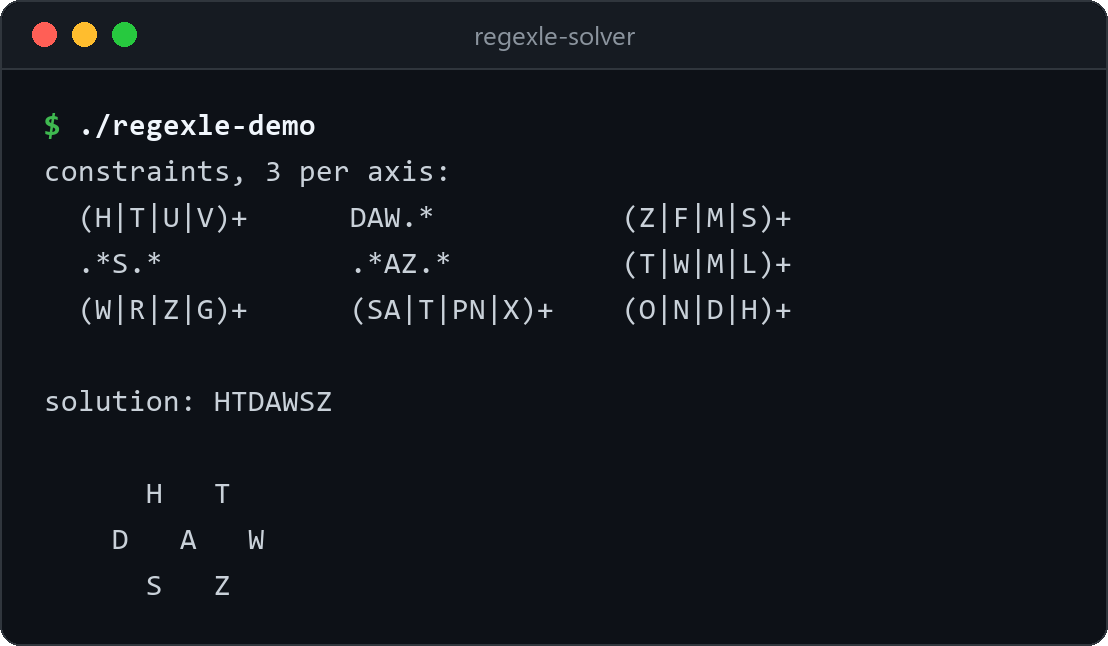 regexle-solver
$ ./regexle-demo
constraints, 3 per axis:
(H|T|U|V)+ DAW.* (Z|F|M|S)+
.*S.* .*AZ.* (T|W|M|L)+
(W|R|Z|G)+ (SA|T|PN|X)+ (O|N|D|H)+
solution: HTDAWSZ
H T
D A W
S Z